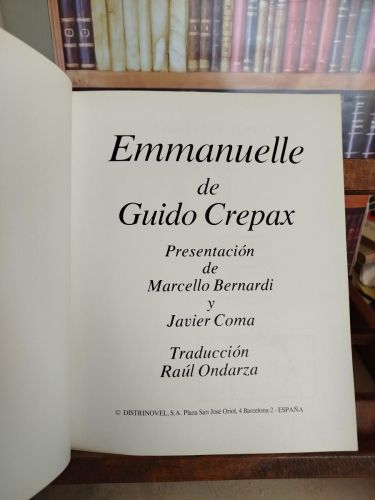 Emmanuelle
de
Guido Crepax
Presentación
de
Marcello Bernardi
y
Javier Coma
Traducción
Raúl Ondarza
© DISTRINOVEL, S.A. Plaza San José Oriol, 4 Barcelona-2 - ESPAÑA